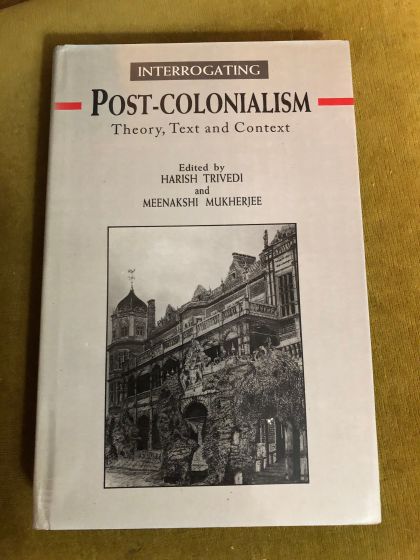 INTERROGATING
POST-COLONIALISM
Theory, Text and Context
Edited by
HARISH TRIVEDI
and
MEENAKSHI MUKHERJEE